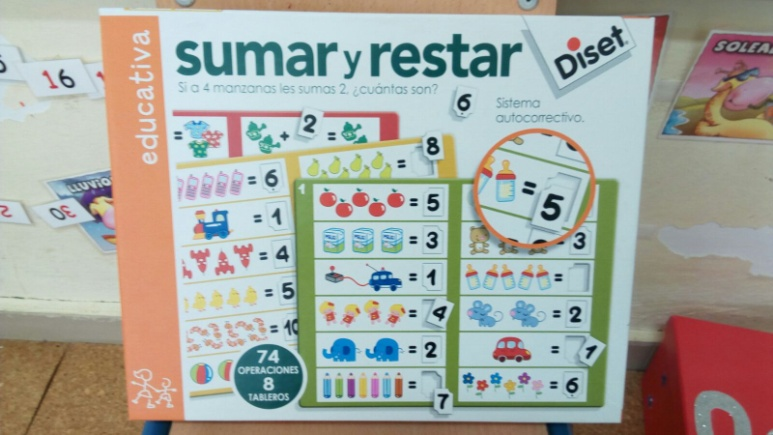 educativa
sumar y restar
Diset
Si a 4 manzanas les sumas 2, ¿cuántas son?
6
Sistema
autocorrectivo.
= + 2 =
= 8
= 6
= 1
= 4
= 5
= 10
1
= 5
= 3
= 1
= 4
= 2
= 7
= 5
3
=
= 2
= 1
= 6
74
OPERACIONES
8
TABLEROS
16
30
SOLEA
LLUVIO